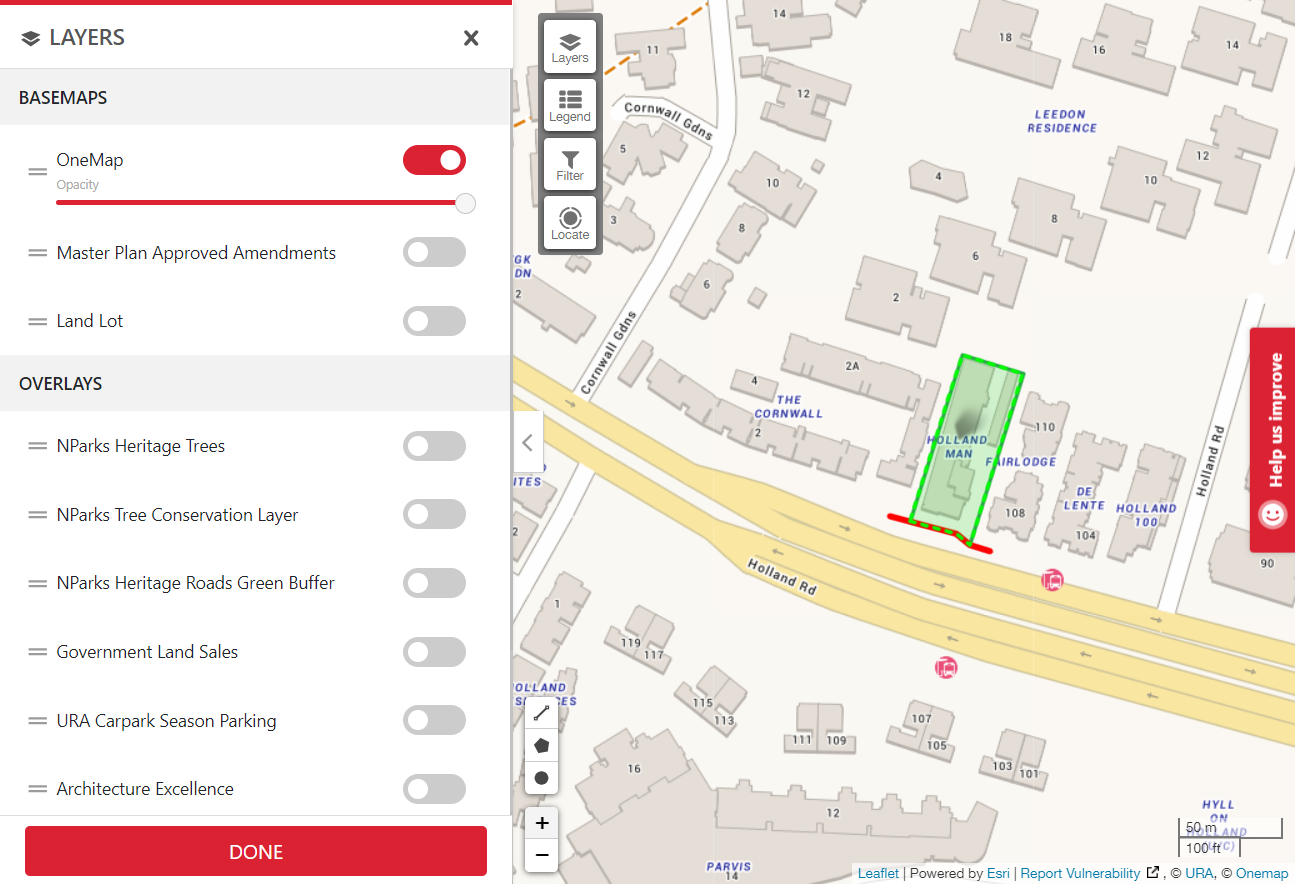 LAYERS
BASEMAPS
OneMap
Opacity
Master Plan Approved Amendments
Land Lot
OVERLAYS
NParks Heritage Trees
NParks Tree Conservation Layer
NParks Heritage Roads Green Buffer
Government Land Sales
URA Carpark Season Parking
Architecture Excellence
DONE
Layers
Legend
Filter
Locate
14
11
18
16
14
12
Cornwall Gdns
LEEDON
RESIDENCE
5
12
10
4
10
3
8
8
GK
DN
6
2
6
2
Cornwall Gdns
2A
4
THE
CORNWALL
2
HOLLAND
MAN
110
FAIRLODGE
Holland Rd
Help us improve
ITES
DE
LENTE
HOLLAND
100
108
104
2
90
Holland Rd
1
119
117
OLLAND
115
113
107
105
111
109
103
101
16
12
HYLL
ON
HOLLAND
50 m
100 ft
PARVIS
14
+
−
Leaflet | Powered by Esri | Report Vulnerability , © URA, © Onemap